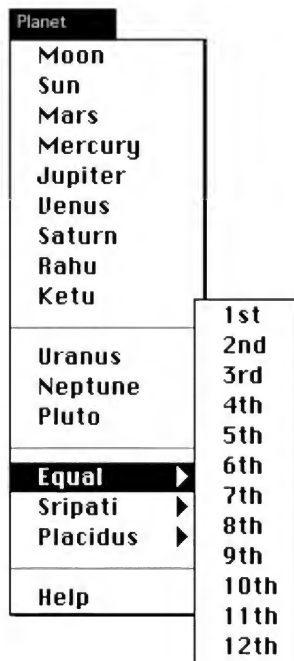 Planet
Moon
Sun
Mars
Mercury
Jupiter
Venus
Saturn
Rahu
Ketu
Uranus
Neptune
Pluto
Equal
Sripati
Placidus
Help
1st
2nd
3rd
4th
5th
6th
7th
8th
9th
10th
11th
12th